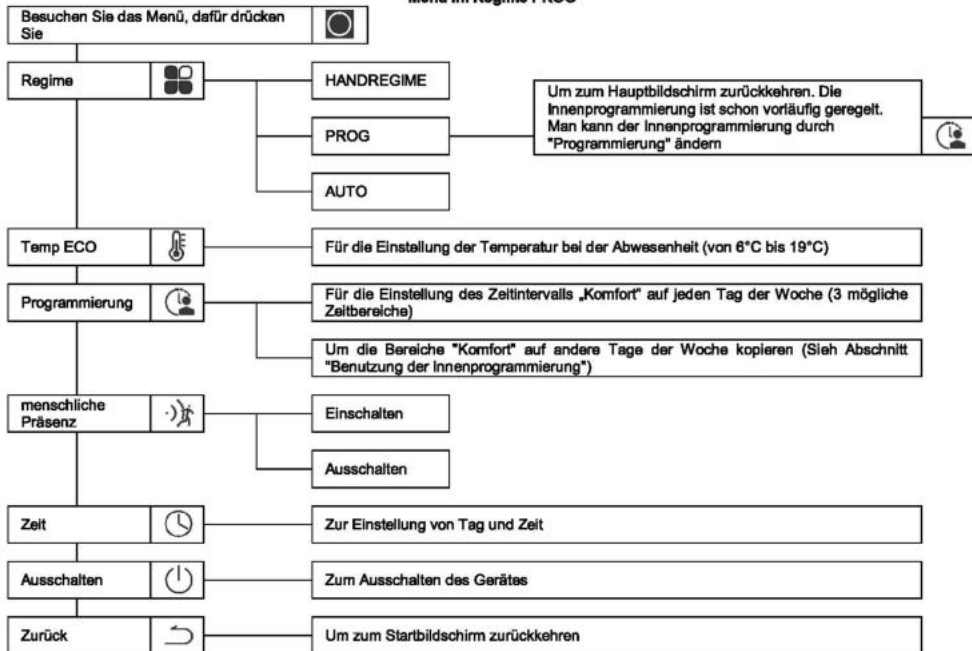 Menü im Regime PROG
Besuchen Sie das Menü, dafür drücken
Sie
Regime
HANDREGIME
PROG
AUTO
Um zum Hauptbildschirm zurückkehren. Die
Innenprogrammierung ist schon vorläufig geregelt.
Man kann der Innenprogrammierung durch
"Programmierung" ändern
Temp ECO
Für die Einstellung der Temperatur bei der Abwesenheit (von 6°C bis 19°C)
Programmierung
Für die Einstellung des Zeitintervalls „Komfort" auf jeden Tag der Woche (3 mögliche
Zeitbereiche)
Um die Bereiche "Komfort" auf andere Tage der Woche kopieren (Sieh Abschnitt
"Benutzung der Innenprogrammierung")
menschliche
Präsenz
Einschalten
Ausschalten
Zeit
Zur Einstellung von Tag und Zeit
Ausschalten
Zum Ausschalten des Gerätes
Zurück
Um zum Startbildschirm zurückkehren